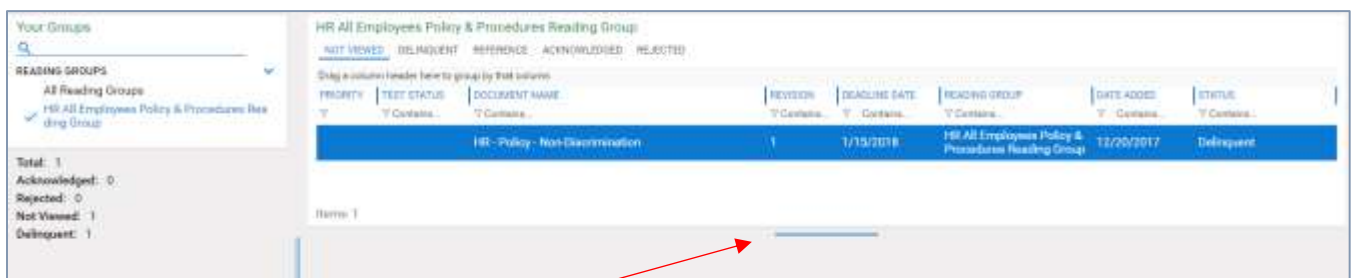 Your Groups
READING GROUPS
All Reading Groups
HR All Employees Policy & Procedures Rea
ding Group
Total: 1
Acknowledged: 0
Rejected: 0
Not Viewed: 1
Delinquent: 1
HR All Employees Policy & Procedures Reading Group
NOT VIEWED DELINQUENT REFERENCE ACKNOWLEDGED REJECTED
Drag a column header here to group by that column
PRIORITY TEST STATUS DOCUMENT NAME REVISION DEADLINE DATE READING GROUP DATE ADDED STATUS
Contains... Contains... Contains... Contains... Contains... Contains... Contains...
HR - Policy - Non-Discrimination 1 1/15/2018 HR All Employees Policy & 12/20/2017 Delinquent
Procedures Reading Group
Items: 1